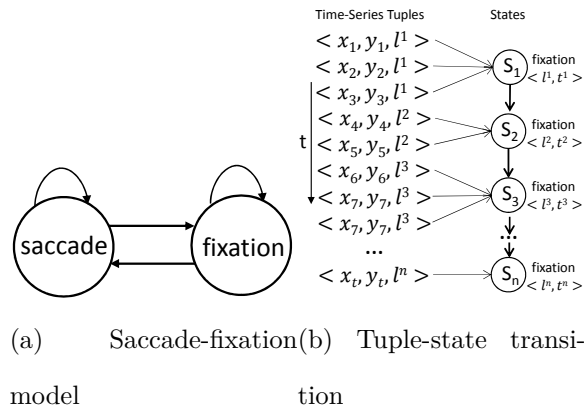 Time-Series Tuples
States
< x₁, y₁, l¹ >
< x₂, y₂, l¹ >
< x₃, y₃, l¹ >
< x₄, y₄, l² >
< x₅, y₅, l² >
< x₆, y₆, l³ >
< x₇, y₇, l³ >
< x₇, y₇, l³ >
...
< xₜ, yₜ, lⁿ >
t
S₁
fixation
< l¹, t¹ >
S₂
fixation
< l², t² >
S₃
fixation
< l³, t³ >
...
Sₙ
fixation
< lⁿ, tⁿ >
saccade
fixation
(a) Saccade-fixation
model
(b) Tuple-state transi-
tion